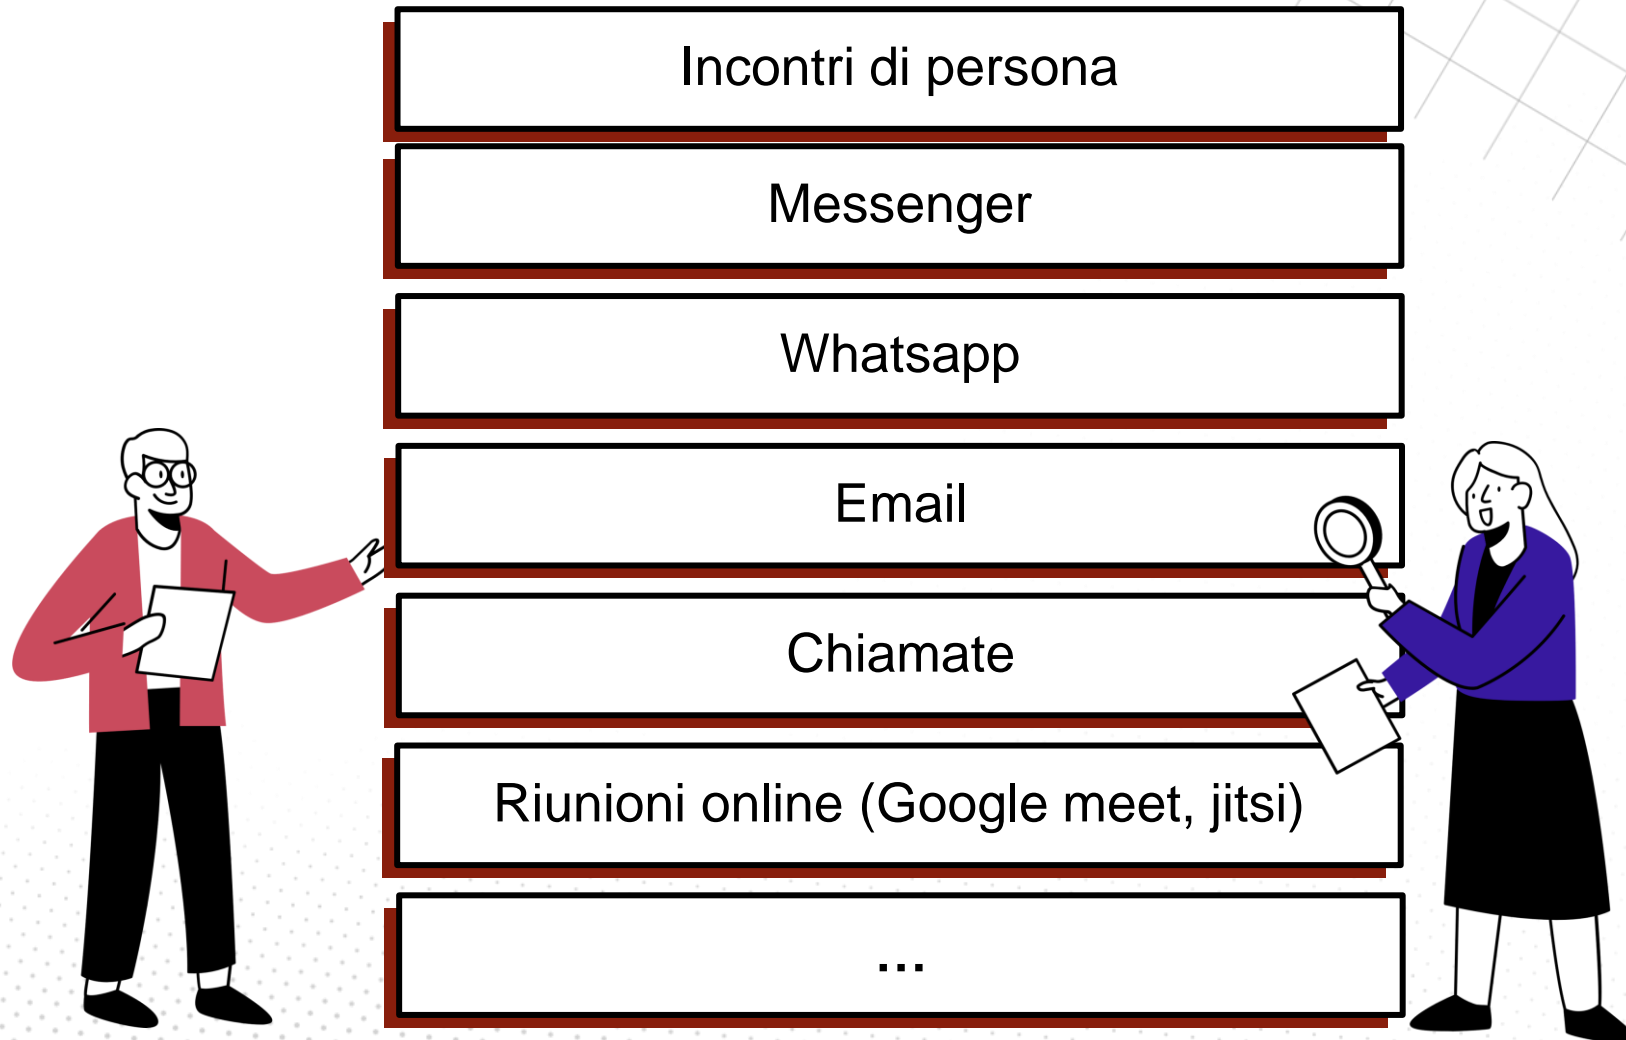 Incontri di persona
Messenger
Whatsapp
Email
Chiamate
Riunioni online (Google meet, jitsi)
...